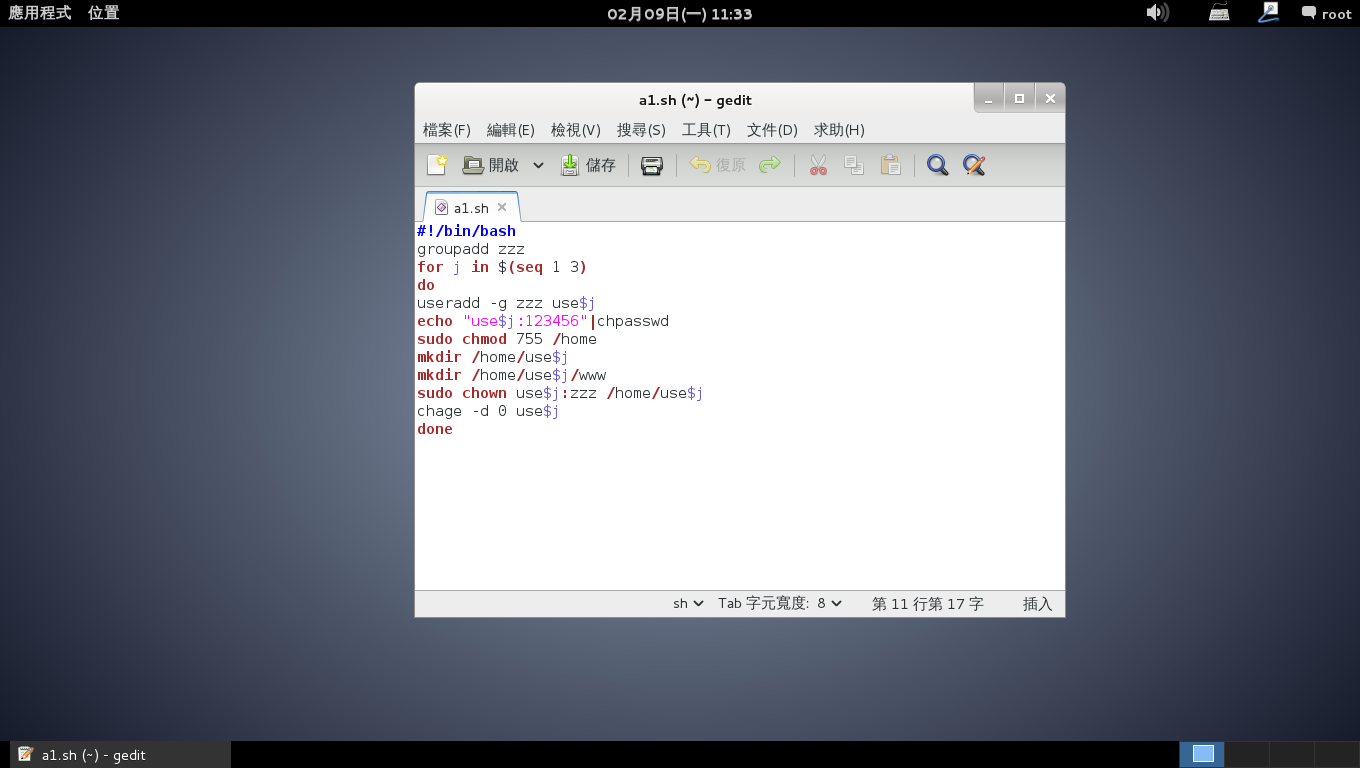 應用程式 位置 02月09日(一) 11:33 root
a1.sh (~) – gedit
檔案(F) 編輯(E) 檢視(V) 搜尋(S) 工具(T) 文件(D) 求助(H)
開啟 儲存 復原
a1.sh
#!/bin/bash
groupadd zzz
for j in $(seq 1 3)
do
useradd -g zzz use$j
echo "use$j:123456"|chpasswd
sudo chmod 755 /home
mkdir /home/use$j
mkdir /home/use$j/www
sudo chown use$j:zzz /home/use$j
chage -d 0 use$j
done
sh Tab 字元寬度: 8 第 11 行第 17 字 插入
a1.sh (~) - gedit